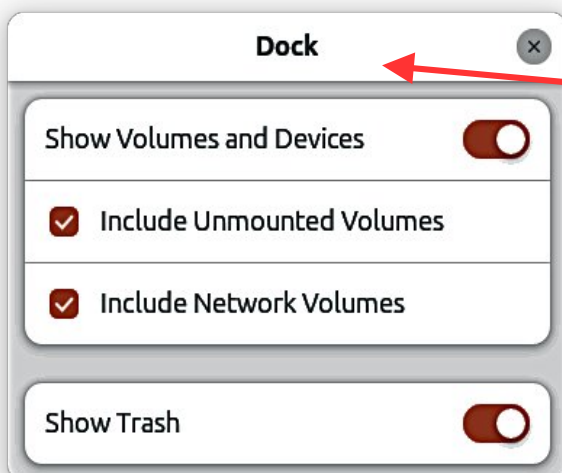 Dock
Show Volumes and Devices
Include Unmounted Volumes
Include Network Volumes
Show Trash